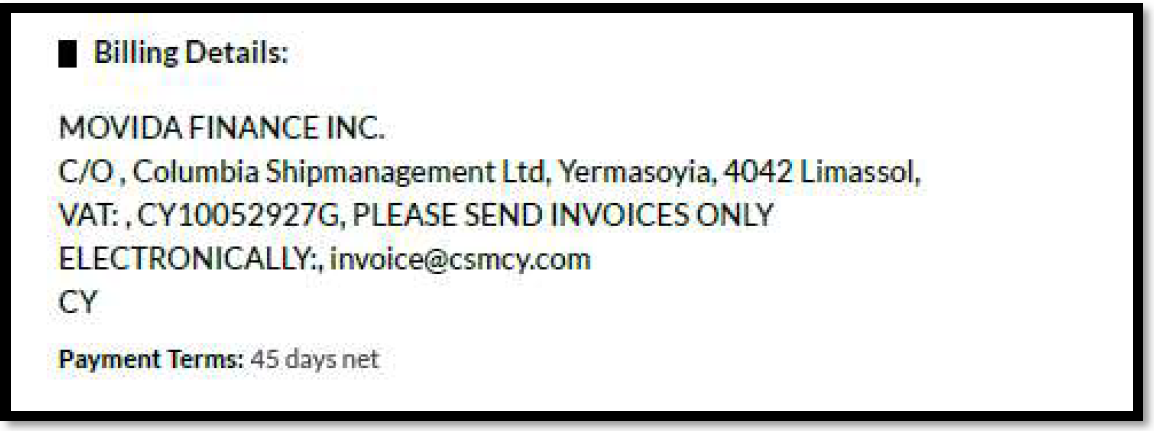 Billing Details:
MOVIDA FINANCE INC.
C/O , Columbia Shipmanagement Ltd, Yermasoyia, 4042 Limassol,
VAT: , CY10052927G, PLEASE SEND INVOICES ONLY
ELECTRONICALLY:, invoice@csmcy.com
CY
Payment Terms: 45 days net